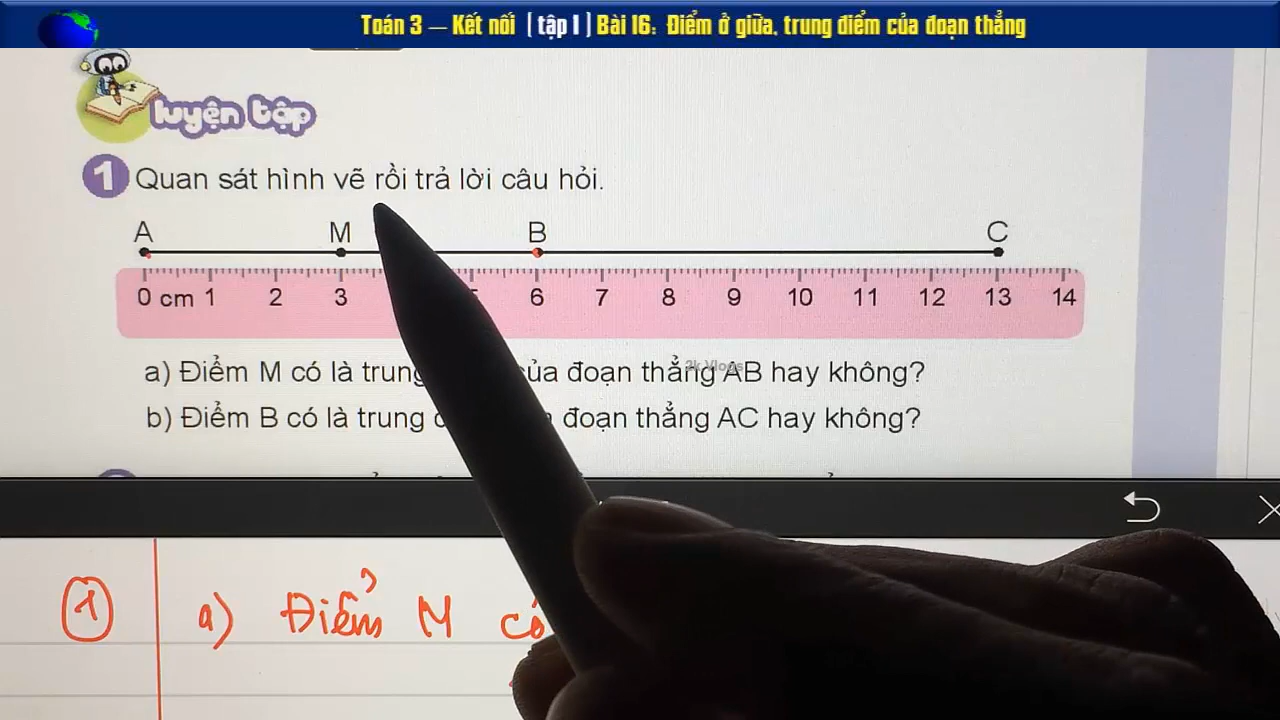 Toán 3 – Kết nối [ tập 1 ] Bài 16: Điểm ở giữa, trung điểm của đoạn thẳng
luyện tập
1 Quan sát hình vẽ rồi trả lời câu hỏi.
A M B C
0 cm 1 2 3 6 7 8 9 10 11 12 13 14
a) Điểm M có là trung của đoạn thẳng AB hay không?
2k Vlogs
b) Điểm B có là trung đoạn thẳng AC hay không?
1 a) Điểm M có